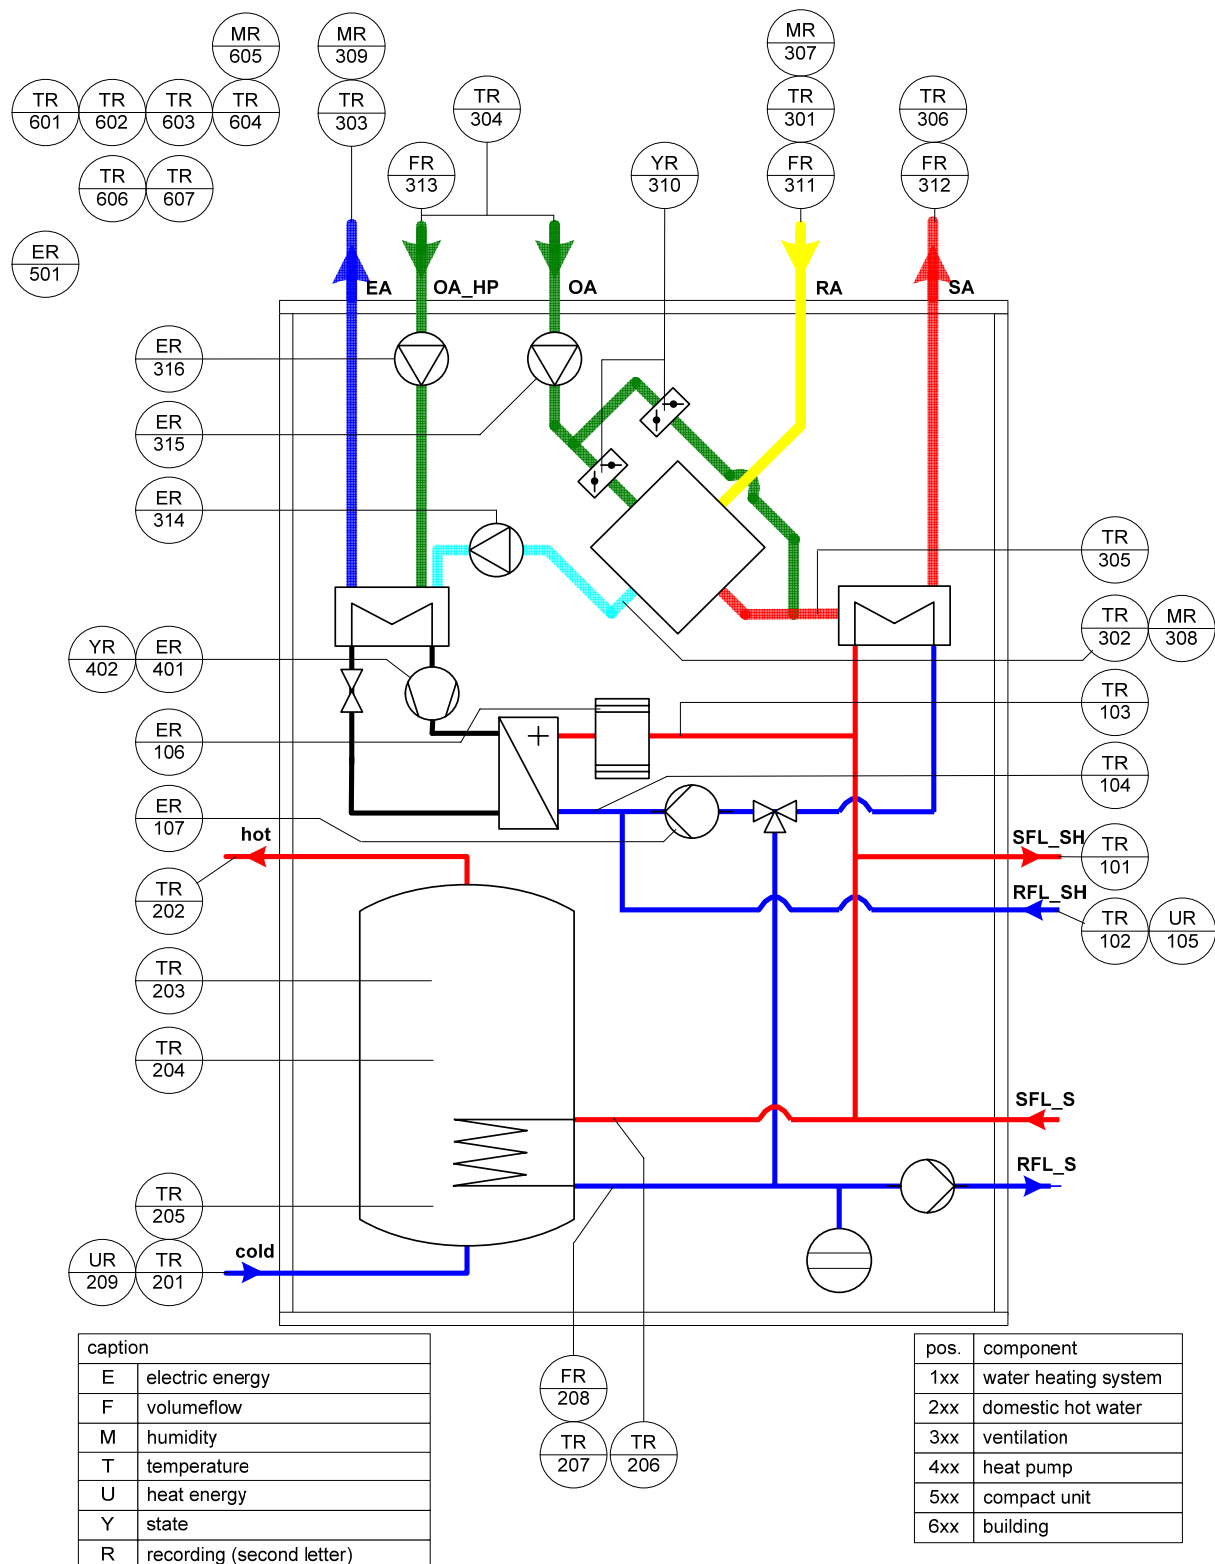 MR
605
MR
309
MR
307
TR
601
TR
602
TR
603
TR
604
TR
303
TR
304
TR
301
TR
306
TR
606
TR
607
FR
313
YR
310
FR
311
FR
312
ER
501
EA
OA_HP
OA
RA
SA
ER
316
ER
315
ER
314
TR
305
TR
302
MR
308
YR
402
ER
401
TR
103
ER
106
TR
104
ER
107
hot
SFL_SH
TR
101
TR
202
RFL_SH
TR
102
UR
105
TR
203
TR
204
SFL_S
RFL_S
TR
205
UR
209
TR
201
cold
caption
E electric energy
F volumeflow
M humidity
T temperature
U heat energy
Y state
R recording (second letter)
FR
208
TR
207
TR
206
pos. component
1xx water heating system
2xx domestic hot water
3xx ventilation
4xx heat pump
5xx compact unit
6xx building